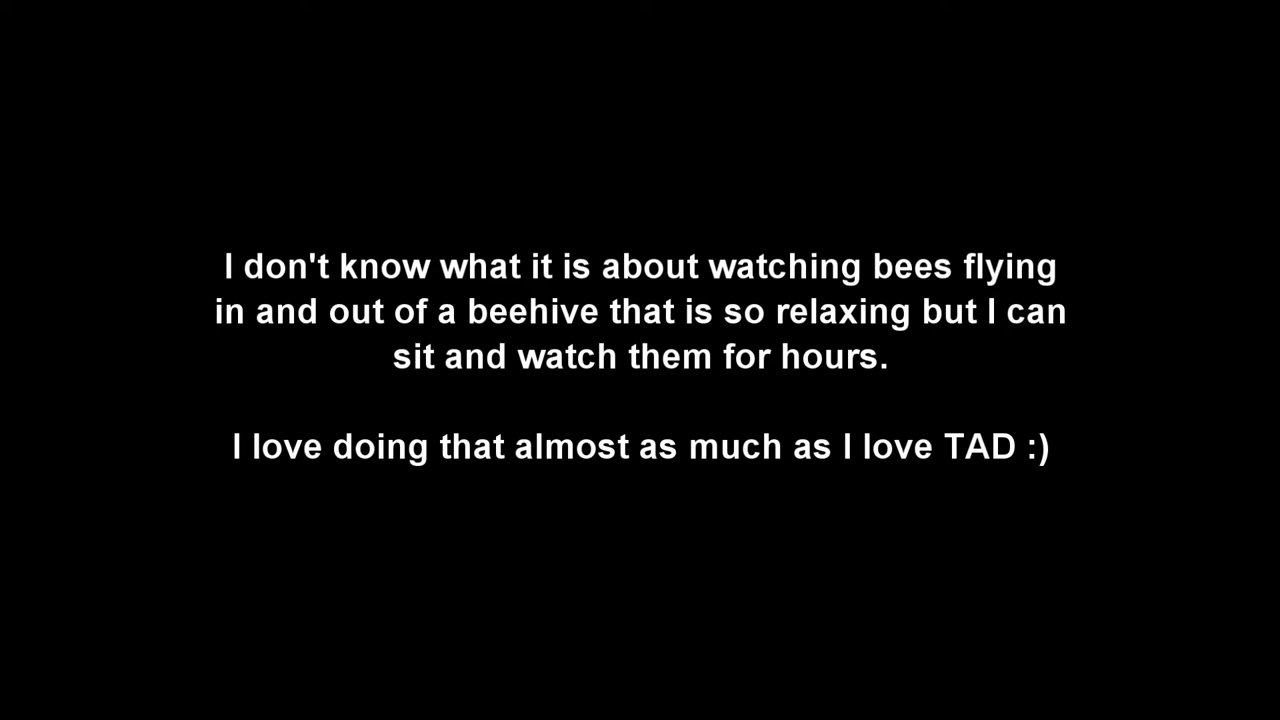 I don't know what it is about watching bees flying
in and out of a beehive that is so relaxing but I can
sit and watch them for hours.
I love doing that almost as much as I love TAD :)